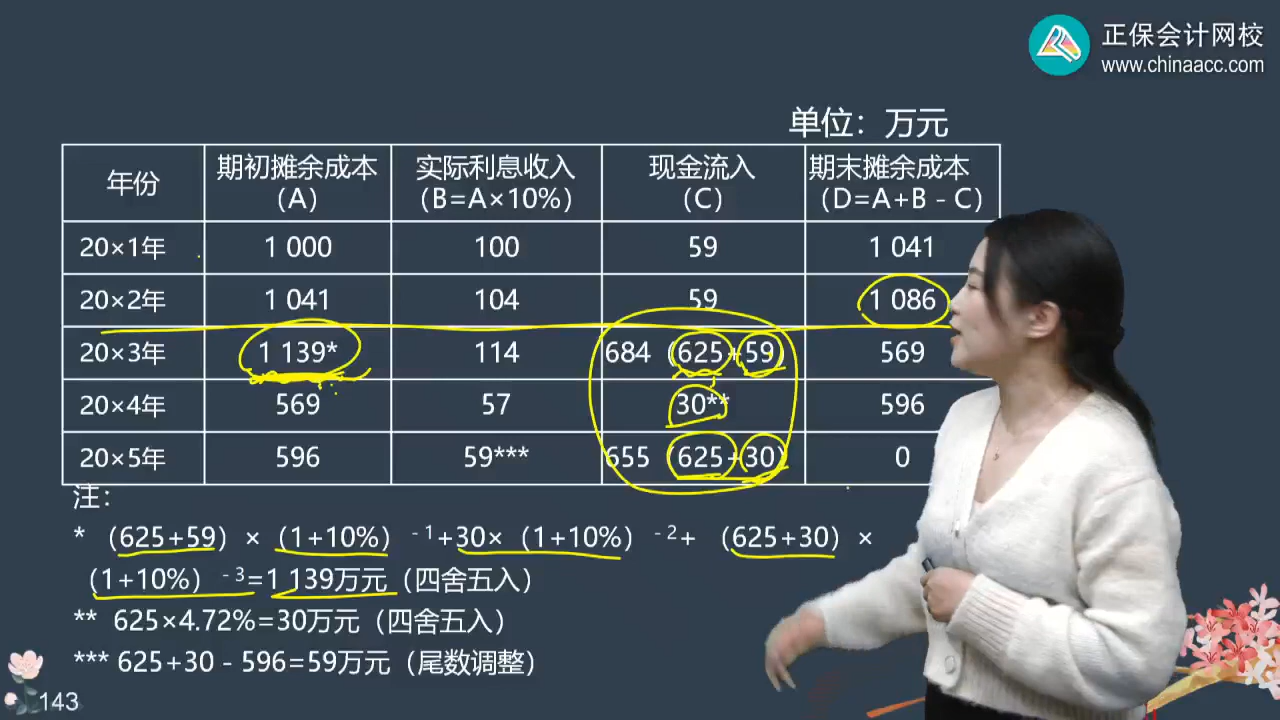 正保会计网校
www.chinaacc.com
单位：万元
年份 期初摊余成本（A） 实际利息收入（B=A×10%） 现金流入（C） 期末摊余成本（D=A+B－C）
20×1年 1 000 100 59 1 041
20×2年 1 041 104 59 1 086
20×3年 1 139* 114 684（625+59） 569
20×4年 569 57 30** 596
20×5年 596 59*** 655（625+30） 0
注：
*（625+59）×（1+10%）-1+30×（1+10%）-2+（625+30）×
（1+10%）-3=1 139万元（四舍五入）
** 625×4.72%=30万元（四舍五入）
*** 625+30－596=59万元（尾数调整）
143